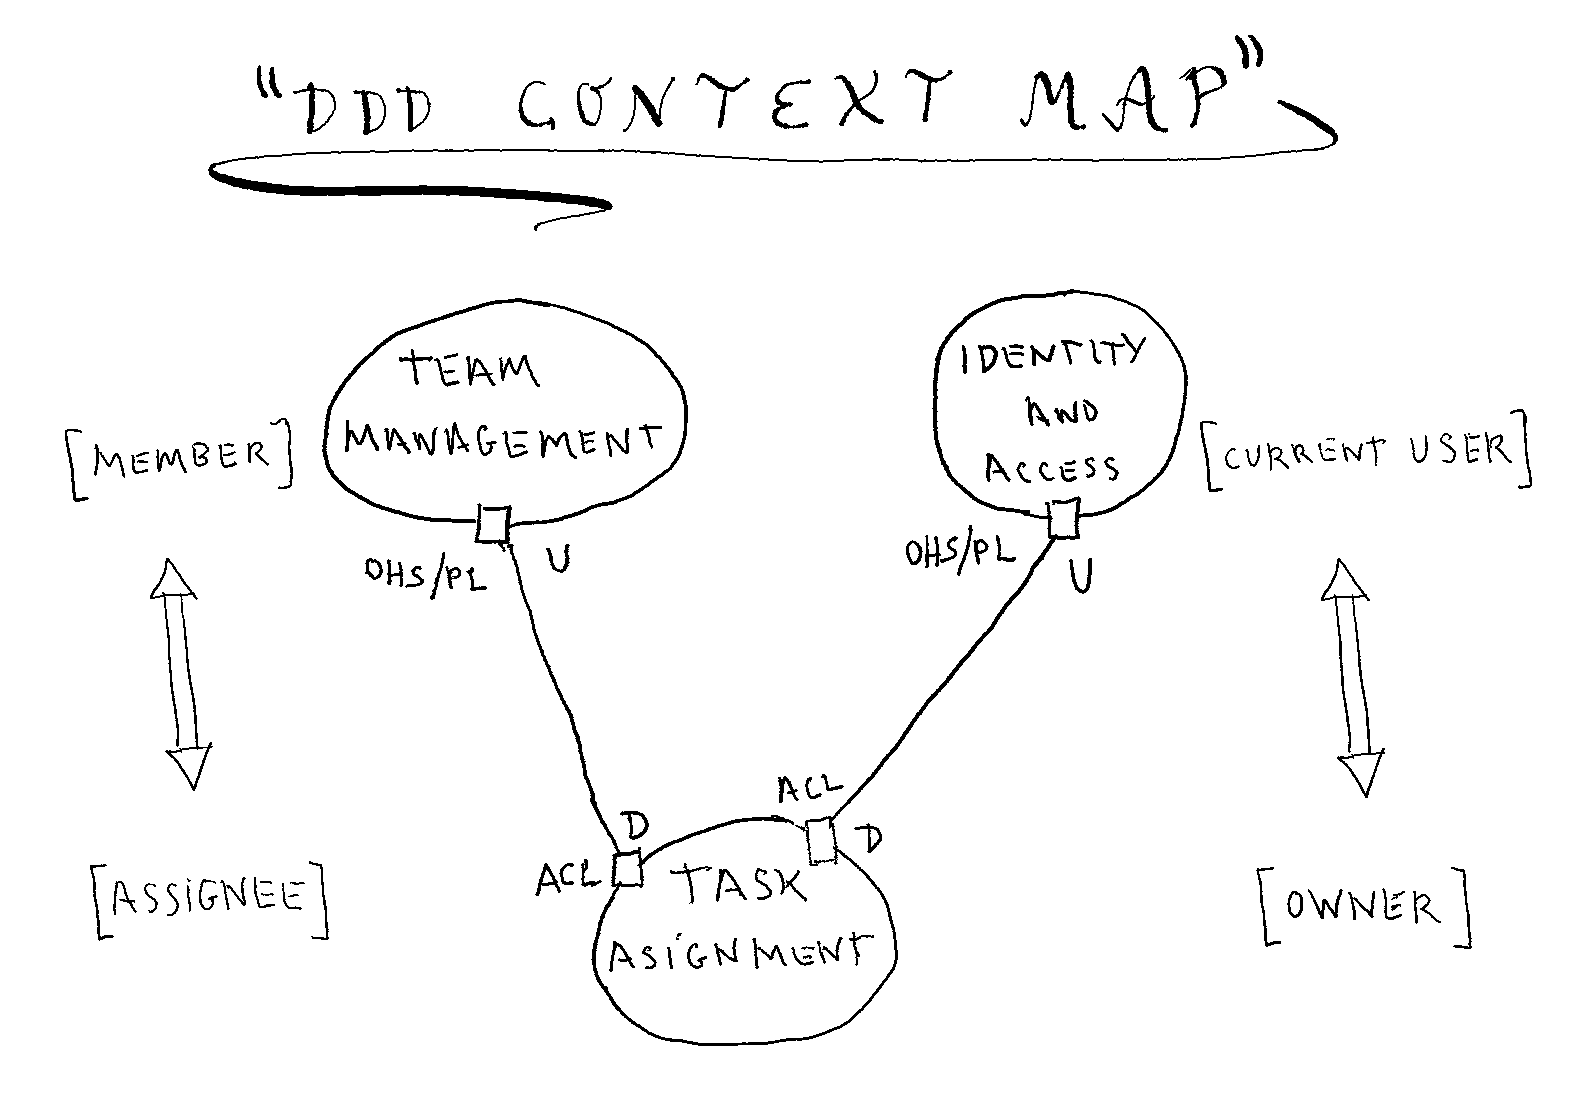 "DDD CONTEXT MAP"
TEAM
MANAGEMENT
IDENTITY
AND
ACCESS
[MEMBER]
[CURRENT USER]
OHS/PL U
OHS/PL U
ACL
D
D
ACL
TASK
ASIGNMENT
[ASSIGNEE]
[OWNER]